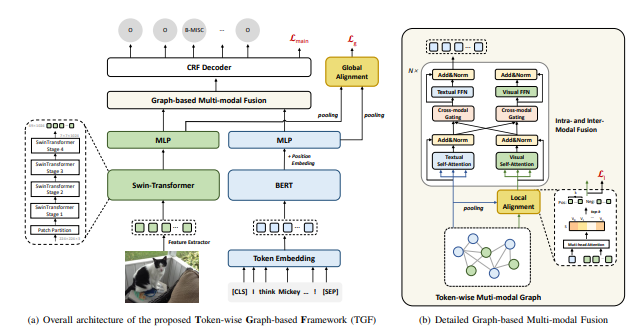 O O B-MISC ... O
ℒmain
ℒg
CRF Decoder
Global
Alignment
Graph-based Multi-modal Fusion
pooling
pooling
MLP
MLP
+ Position
Embeding
SwinTransformer
Stage 4
SwinTransformer
Stage 3
SwinTransformer
Stage 2
SwinTransformer
Stage 1
Patch Partition
Swin-Transformer
BERT
Feature Extractor
Token Embedding
[CLS] I think Mickey ... ! [SEP]
(a) Overall architecture of the proposed Token-wise Graph-based Framework (TGF)
N×
Add&Norm
Add&Norm
Textual FFN
Visual FFN
Cross-modal
Gating
Cross-modal
Gating
Intra- and Inter-
Modal Fusion
Add&Norm
Add&Norm
Textual
Self-Attention
Visual
Self-Attention
ℒl
Local
Alignment
pooling
Pos
Neg
top-k
Multi-head Attention
Token-wise Muti-modal Graph
(b) Detailed Graph-based Multi-modal Fusion